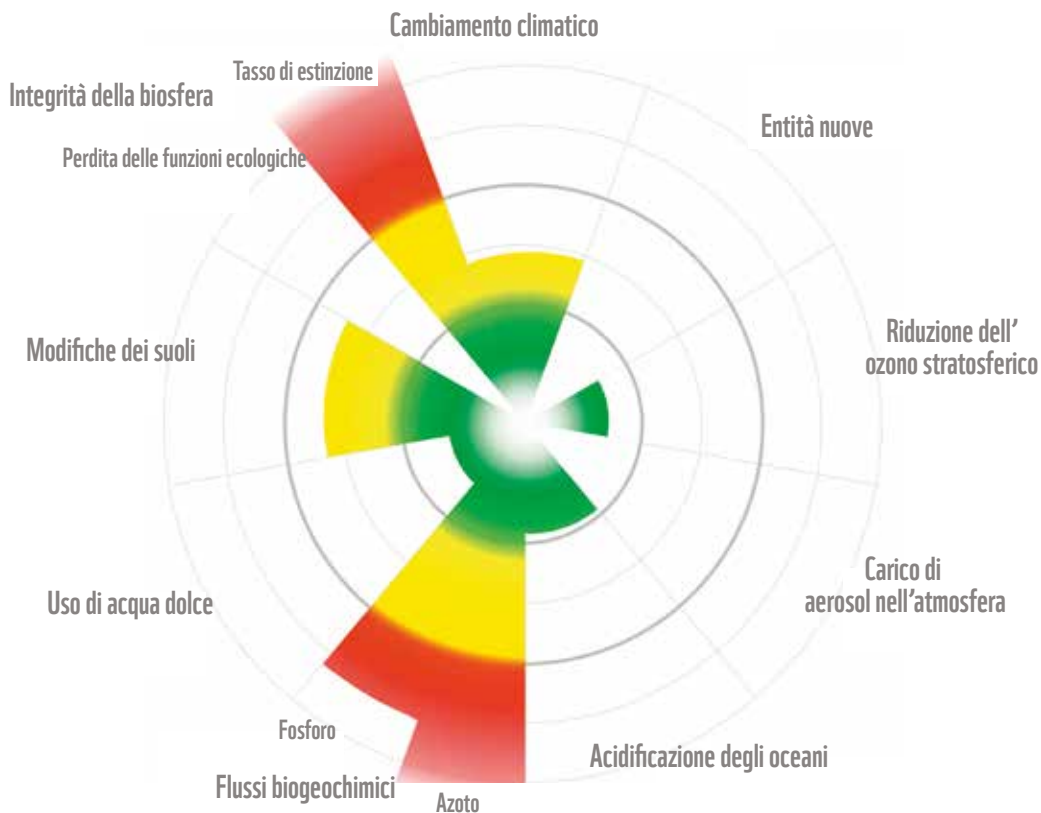 Cambiamento climatico
Tasso di estinzione
Integrità della biosfera
Entità nuove
Perdita delle funzioni ecologiche
Riduzione dell’
ozono stratosferico
Modifiche dei suoli
Carico di
aerosol nell’atmosfera
Uso di acqua dolce
Fosforo
Acidificazione degli oceani
Flussi biogeochimici
Azoto